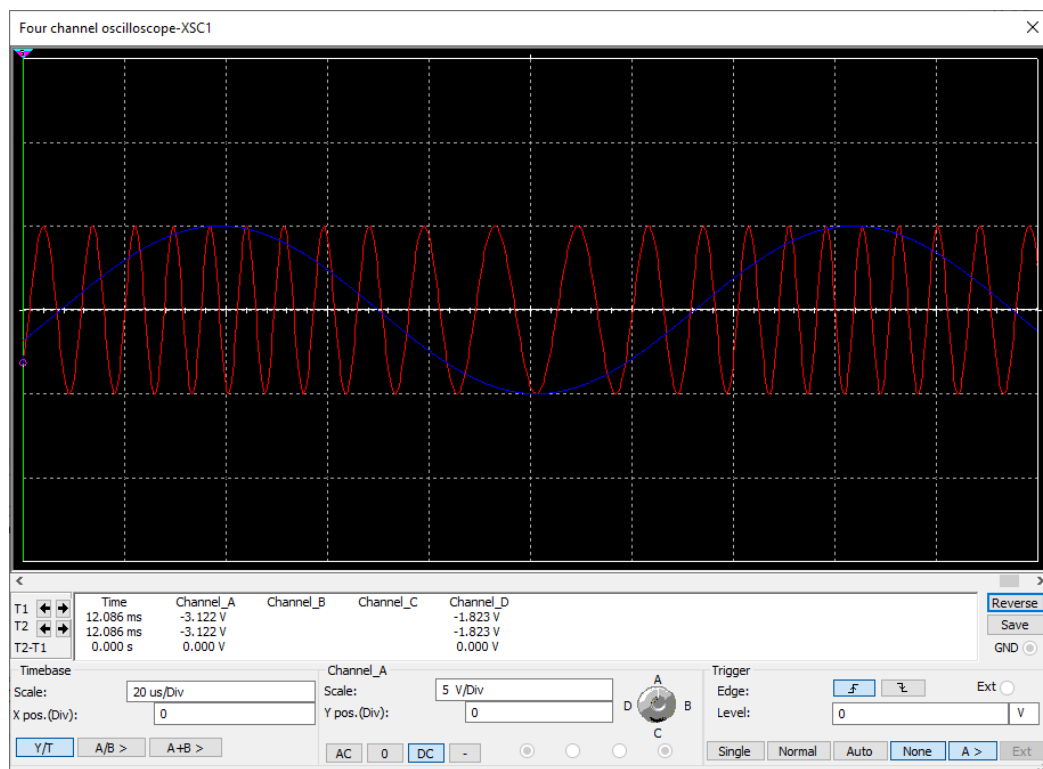 Four channel oscilloscope-XSC1
Time Channel_A Channel_B Channel_C Channel_D
T1 12.086 ms -3.122 V -1.823 V
T2 12.086 ms -3.122 V -1.823 V
T2-T1 0.000 s 0.000 V 0.000 V
Reverse
Save
GND
Timebase
Scale: 20 us/Div
X pos.(Div): 0
Y/T A/B > A+B >
Channel_A
Scale: 5 V/Div
Y pos.(Div): 0
AC 0 DC -
A
D B
C
Trigger
Edge: Ext
Level: 0 V
Single Normal Auto None A > Ext